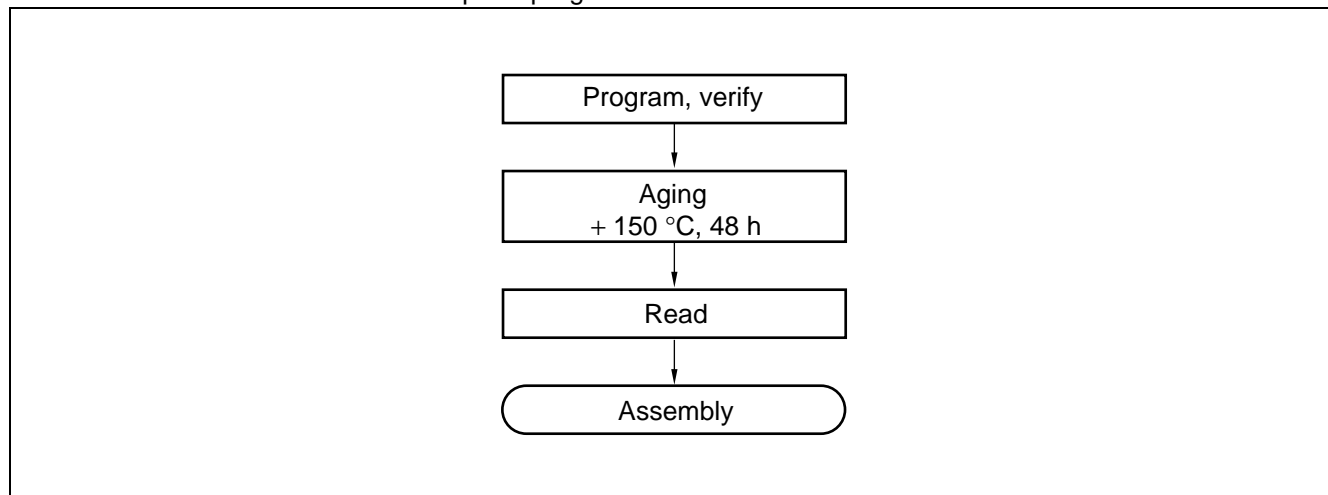 Program, verify
Aging
+ 150 °C, 48 h
Read
Assembly